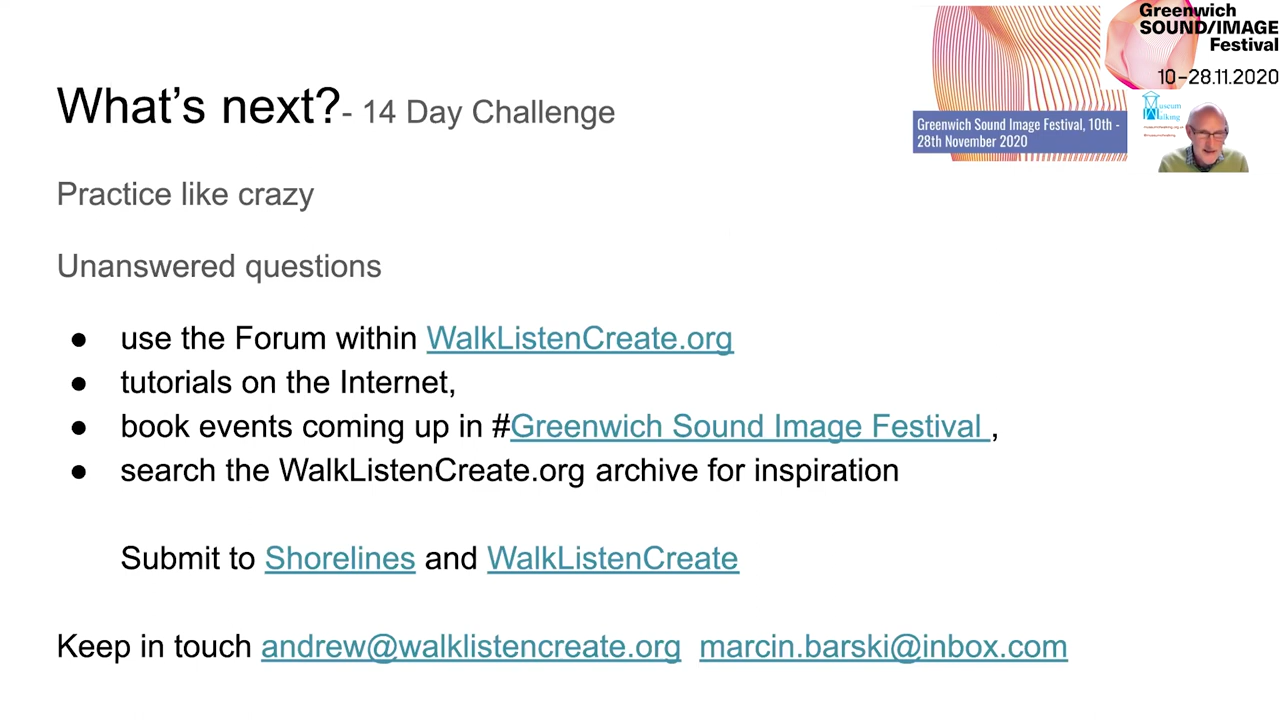 Greenwich
SOUND/IMAGE
Festival
10–28.11.2020
What's next?- 14 Day Challenge
Greenwich Sound Image Festival, 10th -
28th November 2020
Museum
Walking
Practice like crazy
Unanswered questions
● use the Forum within WalkListenCreate.org
● tutorials on the Internet,
● book events coming up in #Greenwich Sound Image Festival ,
● search the WalkListenCreate.org archive for inspiration
Submit to Shorelines and WalkListenCreate
Keep in touch andrew@walklistencreate.org marcin.barski@inbox.com